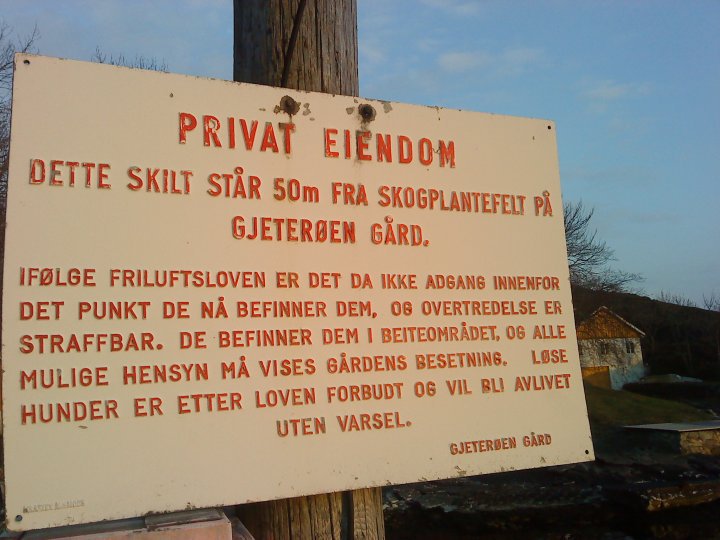 PRIVAT EIENDOM
DETTE SKILT STÅR 50m FRA SKOGPLANTEFELT PÅ
GJETERØEN GÅRD.
IFØLGE FRILUFTSLOVEN ER DET DA IKKE ADGANG INNENFOR
DET PUNKT DE NÅ BEFINNER DEM, OG OVERTREDELSE ER
STRAFFBAR. DE BEFINNER DEM I BEITEOMRÅDET, OG ALLE
MULIGE HENSYN MÅ VISES GÅRDENS BESETNING. LØSE
HUNDER ER ETTER LOVEN FORBUDT OG VIL BLI AVLIVET
UTEN VARSEL.
GJETERØEN GÅRD